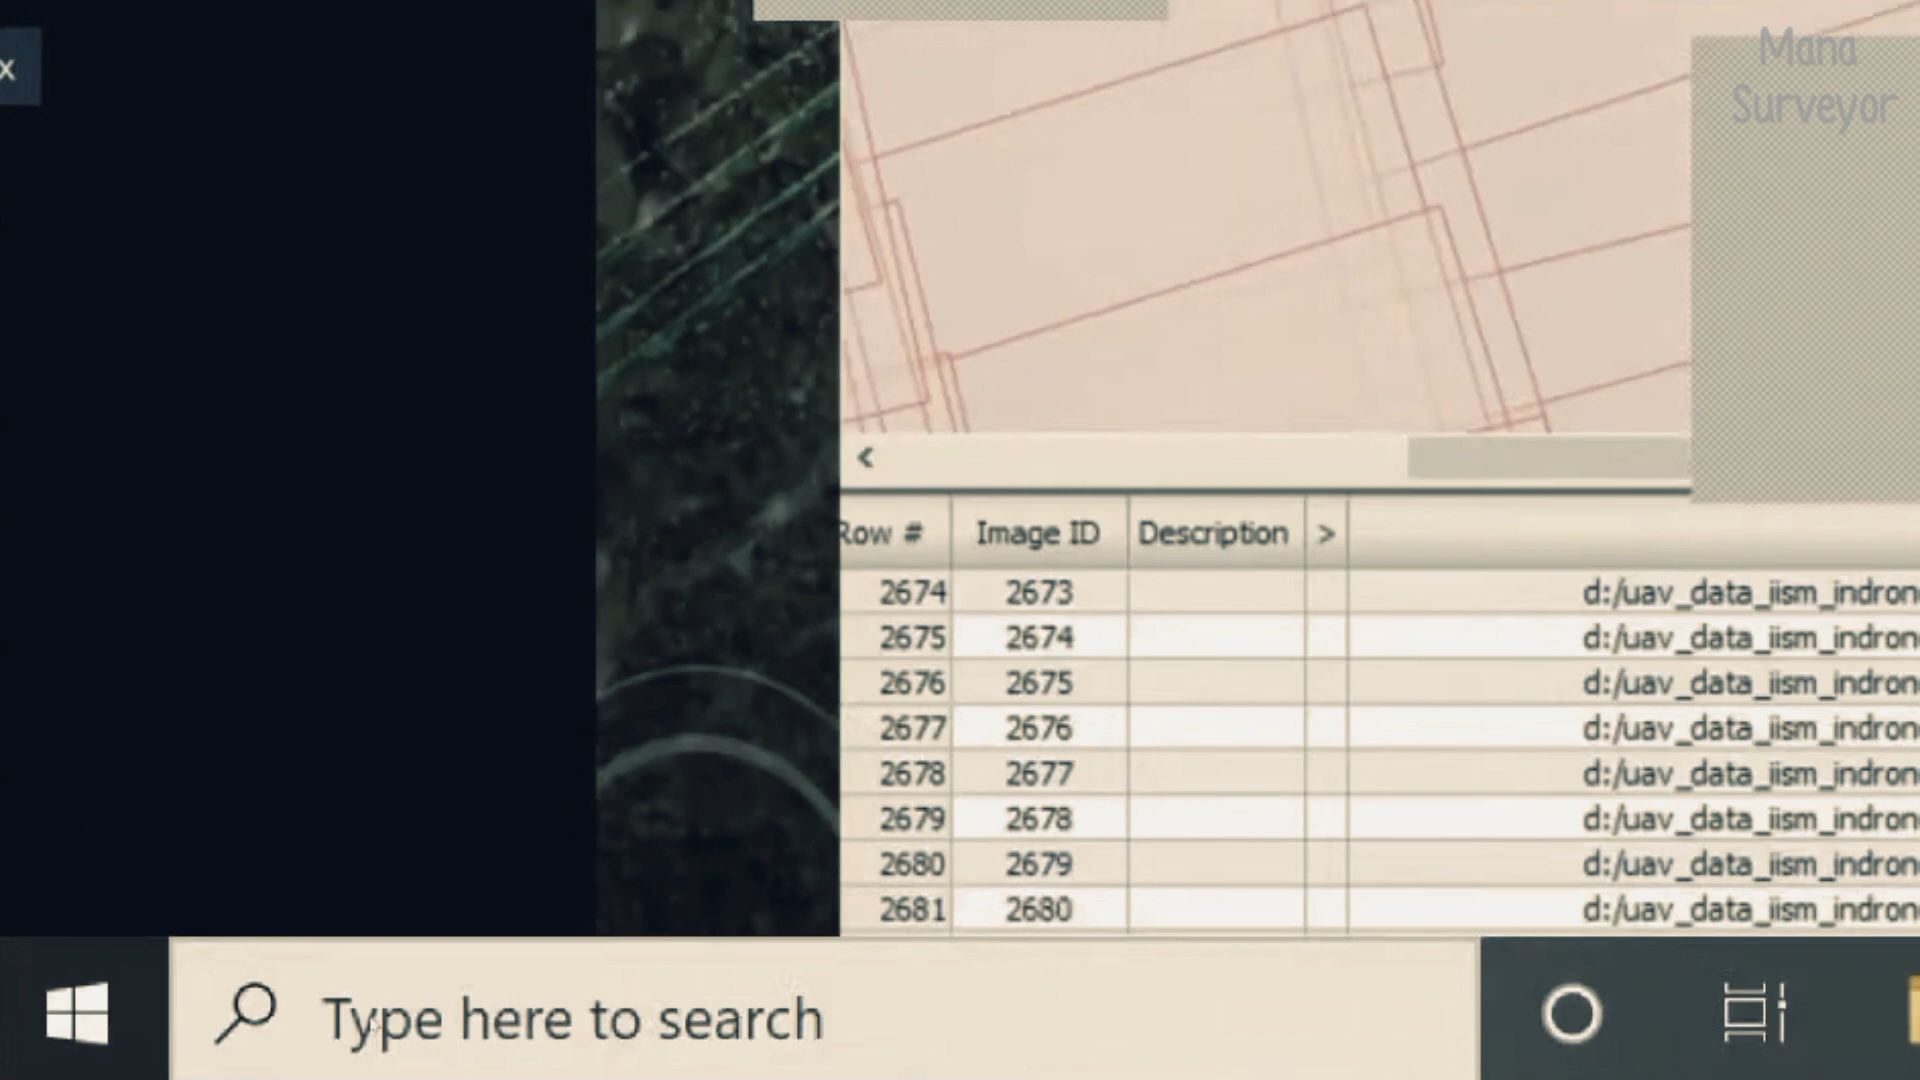 Mana
Surveyor
x
<
Row # Image ID Description >
2674 2673 d:/uav_data_iism_indron
2675 2674 d:/uav_data_iism_indron
2676 2675 d:/uav_data_iism_indron
2677 2676 d:/uav_data_iism_indron
2678 2677 d:/uav_data_iism_indron
2679 2678 d:/uav_data_iism_indron
2680 2679 d:/uav_data_iism_indron
2681 2680 d:/uav_data_iism_indron
Type here to search